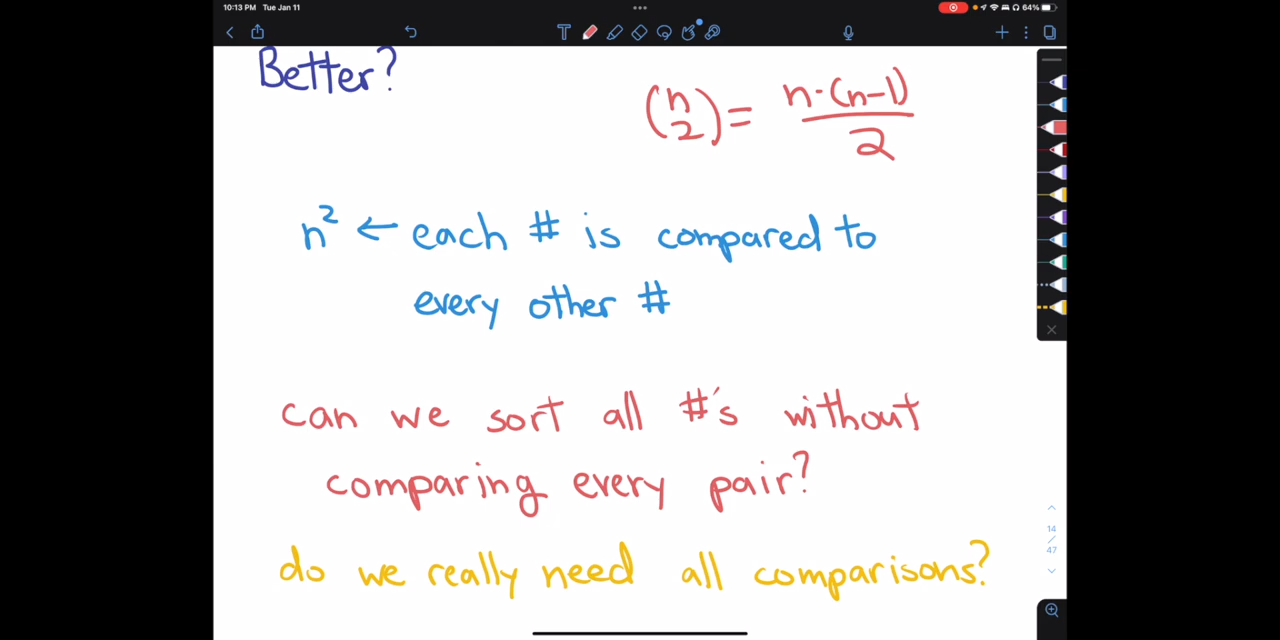 10:13 PM Tue Jan 11
64%
Better?
(n 2) = n·(n-1) / 2
n² ← each # is compared to
every other #
can we sort all #'s without
comparing every pair?
do we really need all comparisons?
14
/
47